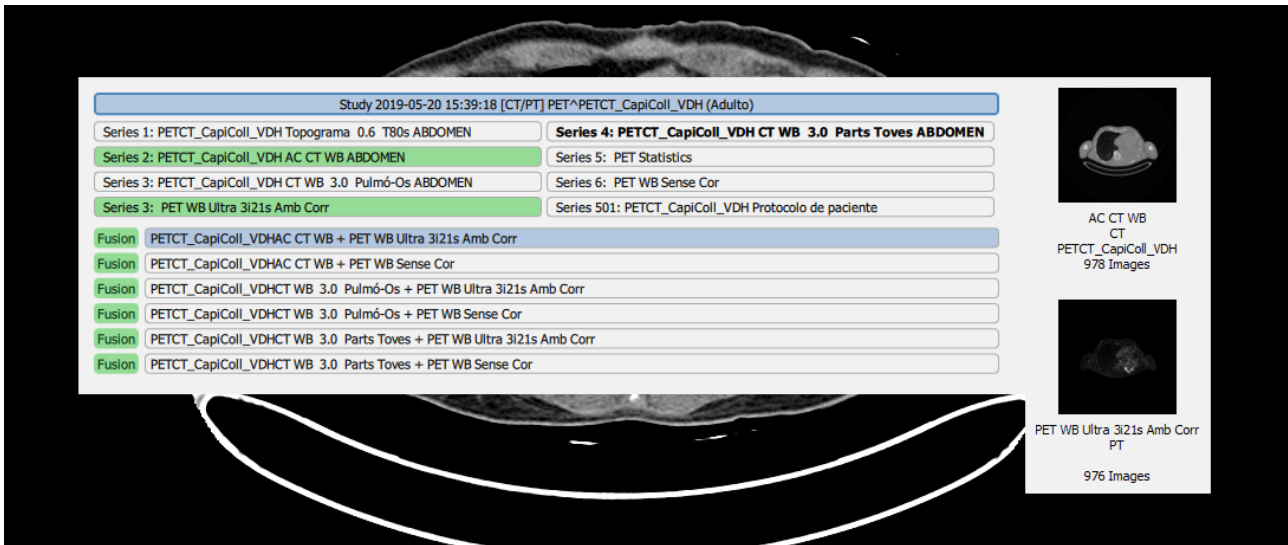 Study 2019-05-20 15:39:18 [CT/PT] PET^PETCT_CapiColl_VDH (Adulto)
Series 1: PETCT_CapiColl_VDH Topograma 0.6 T80s ABDOMEN
Series 4: PETCT_CapiColl_VDH CT WB 3.0 Parts Toves ABDOMEN
Series 2: PETCT_CapiColl_VDH AC CT WB ABDOMEN
Series 5: PET Statistics
Series 3: PETCT_CapiColl_VDH CT WB 3.0 Pulmó-Os ABDOMEN
Series 6: PET WB Sense Cor
Series 3: PET WB Ultra 3i21s Amb Corr
Series 501: PETCT_CapiColl_VDH Protocolo de paciente
Fusion PETCT_CapiColl_VDHAC CT WB + PET WB Ultra 3i21s Amb Corr
Fusion PETCT_CapiColl_VDHAC CT WB + PET WB Sense Cor
Fusion PETCT_CapiColl_VDHCT WB 3.0 Pulmó-Os + PET WB Ultra 3i21s Amb Corr
Fusion PETCT_CapiColl_VDHCT WB 3.0 Pulmó-Os + PET WB Sense Cor
Fusion PETCT_CapiColl_VDHCT WB 3.0 Parts Toves + PET WB Ultra 3i21s Amb Corr
Fusion PETCT_CapiColl_VDHCT WB 3.0 Parts Toves + PET WB Sense Cor
AC CT WB
CT
PETCT_CapiColl_VDH
978 Images
PET WB Ultra 3i21s Amb Corr
PT
976 Images